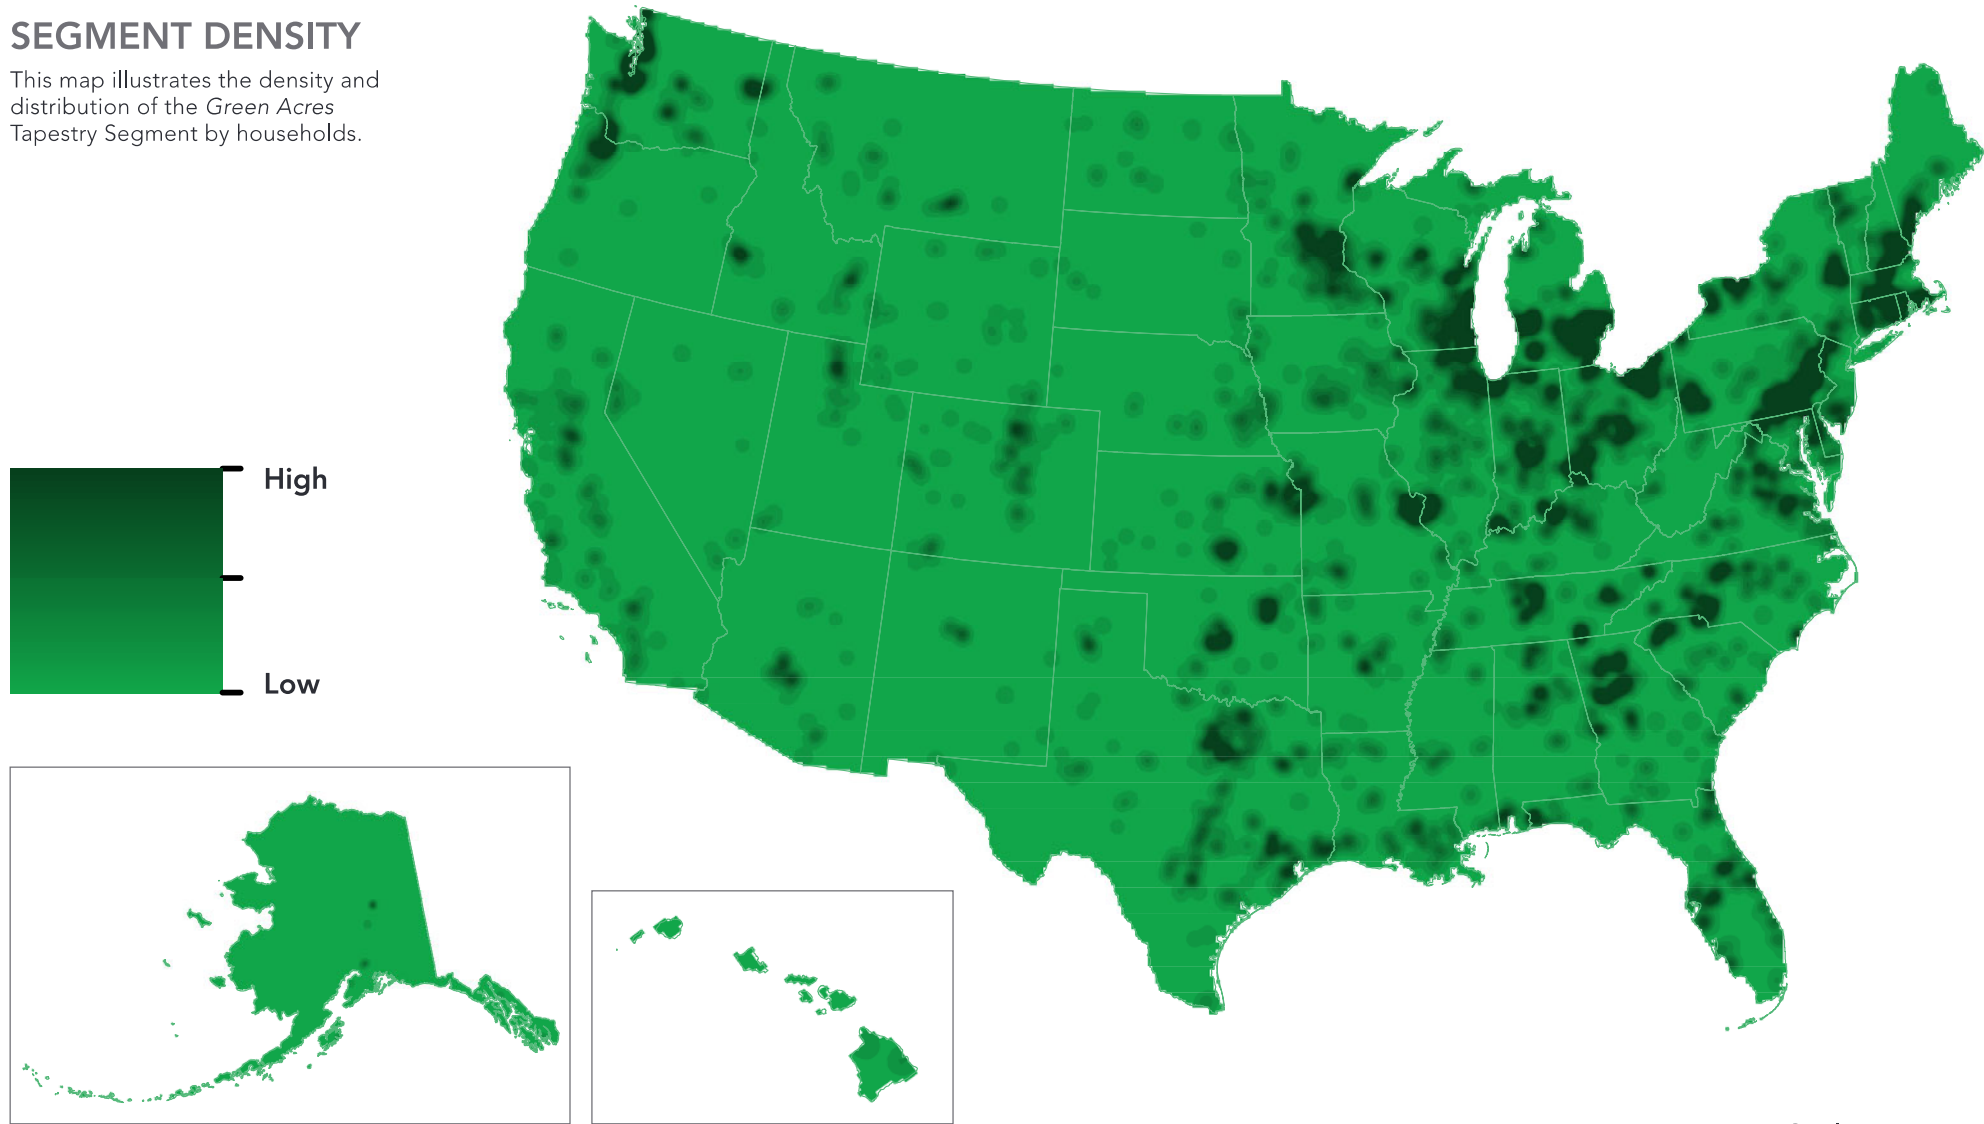 SEGMENT DENSITY
This map illustrates the density and
distribution of the Green Acres
Tapestry Segment by households.
High
Low